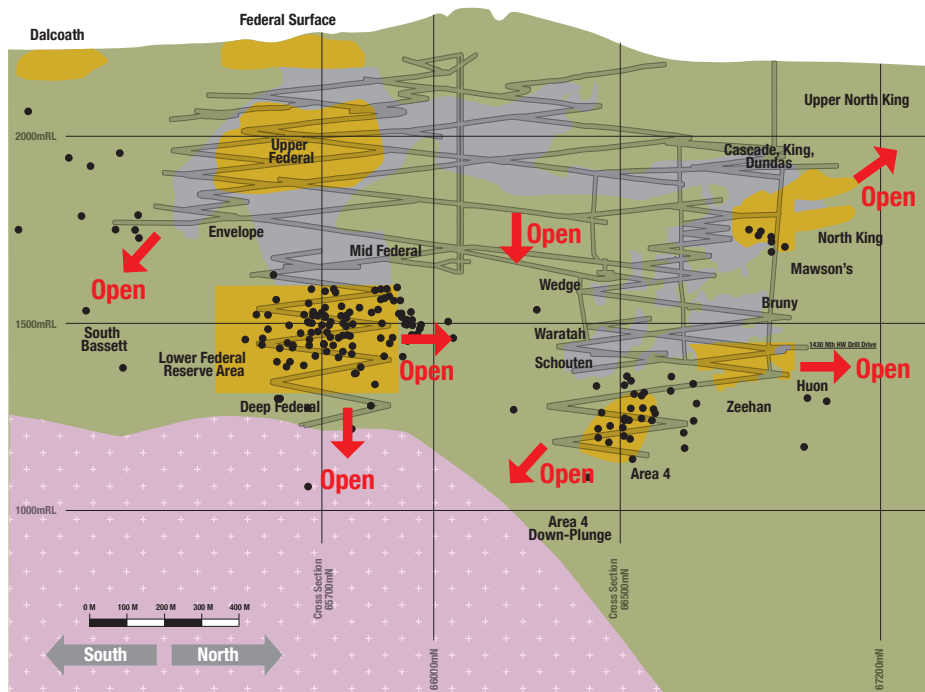 Federal Surface
Dalcoath
Upper North King
2000mRL
Upper
Federal
Cascade, King,
Dundas
Open
Envelope
Open
North King
Mid Federal
Mawson's
Open
Wedge
Bruny
South
Bassett
1500mRL
Waratah
1430 Nth HW Drill Drive
Lower Federal
Reserve Area
Schouten
Open
Open
Huon
Deep Federal
Zeehan
Open
Open
Area 4
1000mRL
Area 4
Down-Plunge
Cross Section
65700mN
Cross Section
66500mN
0 M 100 M 200 M 300 M 400 M
South North
66000mN
67200mN